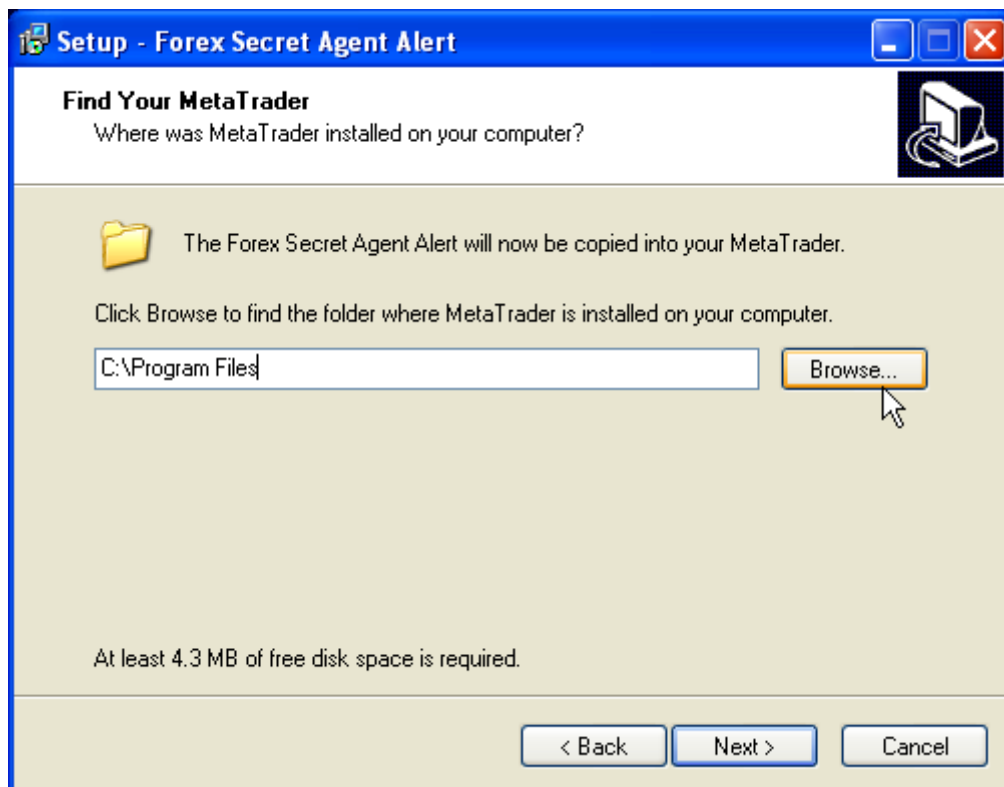 Setup - Forex Secret Agent Alert
Find Your MetaTrader
Where was MetaTrader installed on your computer?
The Forex Secret Agent Alert will now be copied into your MetaTrader.
Click Browse to find the folder where MetaTrader is installed on your computer.
C:\Program Files
Browse...
At least 4.3 MB of free disk space is required.
< Back
Next >
Cancel